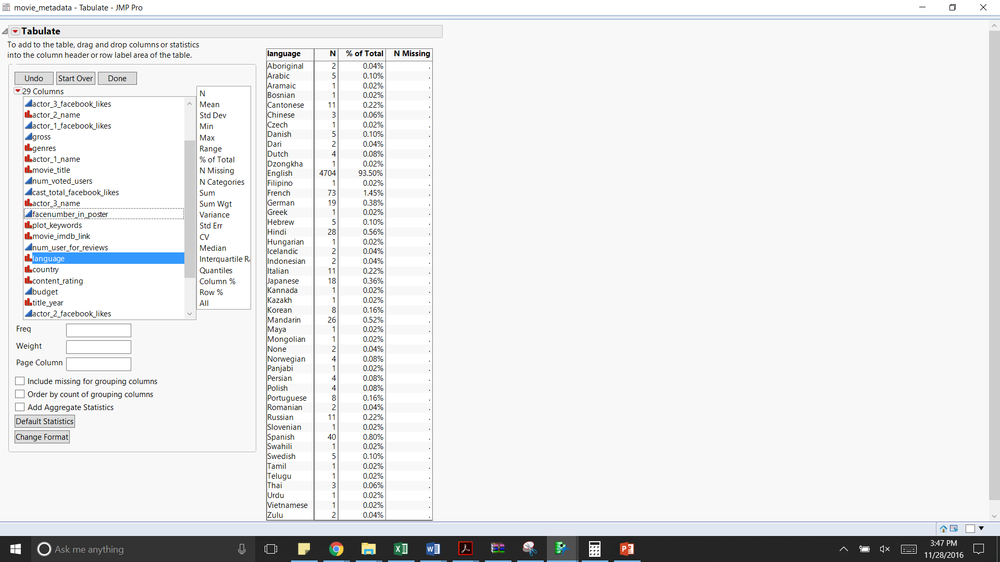 movie_metadata - Tabulate - JMP Pro
Tabulate
To add to the table, drag and drop columns or statistics
into the column header or row label area of the table.
Undo Start Over Done
29 Columns
actor_3_facebook_likes
actor_2_name
actor_1_facebook_likes
gross
genres
actor_1_name
movie_title
num_voted_users
cast_total_facebook_likes
actor_3_name
facenumber_in_poster
plot_keywords
movie_imdb_link
num_user_for_reviews
language
country
content_rating
budget
title_year
actor_2_facebook_likes
N
Mean
Std Dev
Min
Max
Range
% of Total
N Missing
N Categories
Sum
Sum Wgt
Variance
Std Err
CV
Median
Interquartile Ra
Quantiles
Column %
Row %
All
Freq
Weight
Page Column
Include missing for grouping columns
Order by count of grouping columns
Add Aggregate Statistics
Default Statistics
Change Format
language N % of Total N Missing
Aboriginal 2 0.04% .
Arabic 5 0.10% .
Aramaic 1 0.02% .
Bosnian 1 0.02% .
Cantonese 11 0.22% .
Chinese 3 0.06% .
Czech 1 0.02% .
Danish 5 0.10% .
Dari 2 0.04% .
Dutch 4 0.08% .
Dzongkha 1 0.02% .
English 4704 93.50% .
Filipino 1 0.02% .
French 73 1.45% .
German 19 0.38% .
Greek 1 0.02% .
Hebrew 5 0.10% .
Hindi 28 0.56% .
Hungarian 1 0.02% .
Icelandic 2 0.04% .
Indonesian 2 0.04% .
Italian 11 0.22% .
Japanese 18 0.36% .
Kannada 1 0.02% .
Kazakh 1 0.02% .
Korean 8 0.16% .
Mandarin 26 0.52% .
Maya 1 0.02% .
Mongolian 1 0.02% .
None 2 0.04% .
Norwegian 4 0.08% .
Panjabi 1 0.02% .
Persian 4 0.08% .
Polish 4 0.08% .
Portuguese 8 0.16% .
Romanian 2 0.04% .
Russian 11 0.22% .
Slovenian 1 0.02% .
Spanish 40 0.80% .
Swahili 1 0.02% .
Swedish 5 0.10% .
Tamil 1 0.02% .
Telugu 1 0.02% .
Thai 3 0.06% .
Urdu 1 0.02% .
Vietnamese 1 0.02% .
Zulu 2 0.04% .
Ask me anything
3:47 PM
11/28/2016